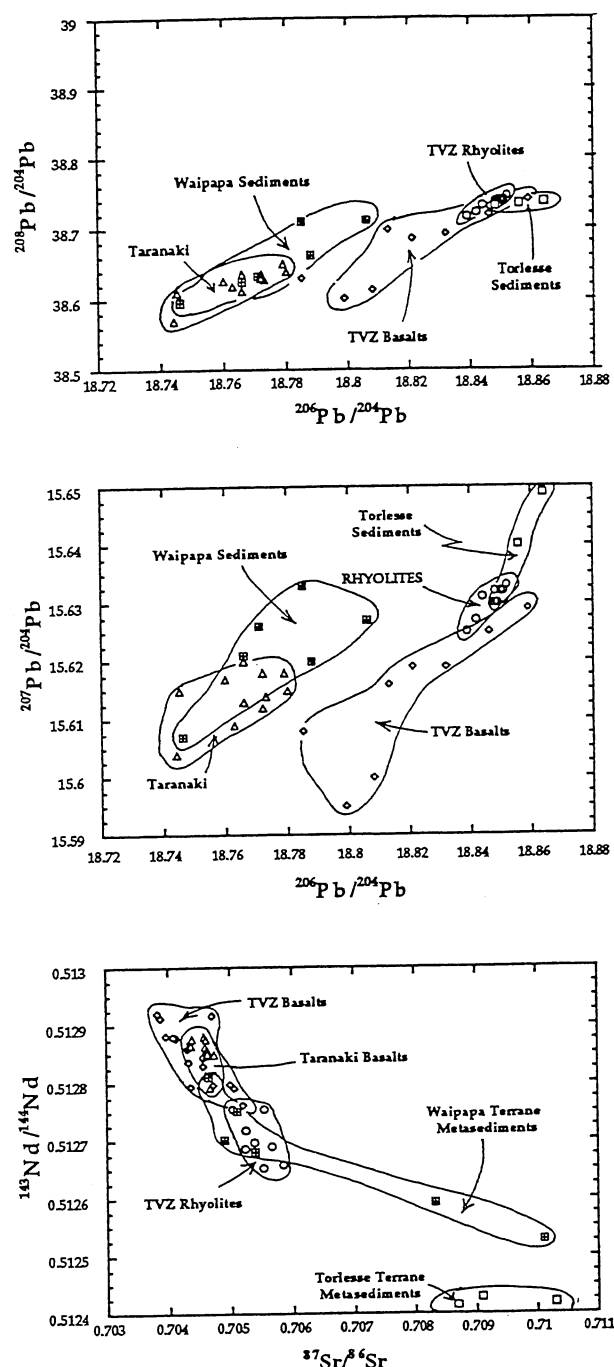 39
38.9
38.8
38.7
38.6
38.5
²⁰⁸Pb/²⁰⁴Pb
TVZ Rhyolites
Waipapa Sediments
Taranaki
Torlesse
Sediments
TVZ Basalts
18.72 18.74 18.76 18.78 18.8 18.82 18.84 18.86 18.88
²⁰⁶Pb/²⁰⁴Pb
15.65
15.64
15.63
15.62
15.61
15.6
15.59
²⁰⁷Pb/²⁰⁴Pb
Torlesse
Sediments
Waipapa Sediments
RHYOLITES
TVZ Basalts
Taranaki
18.72 18.74 18.76 18.78 18.8 18.82 18.84 18.86 18.88
²⁰⁶Pb/²⁰⁴Pb
0.513
0.5129
0.5128
0.5127
0.5126
0.5125
0.5124
¹⁴³Nd/¹⁴⁴Nd
TVZ Basalts
Taranaki Basalts
Waipapa Terrane
Metasediments
TVZ Rhyolites
Torlesse Terrane
Metasediments
0.703 0.704 0.705 0.706 0.707 0.708 0.709 0.71 0.711
⁸⁷Sr/⁸⁶Sr